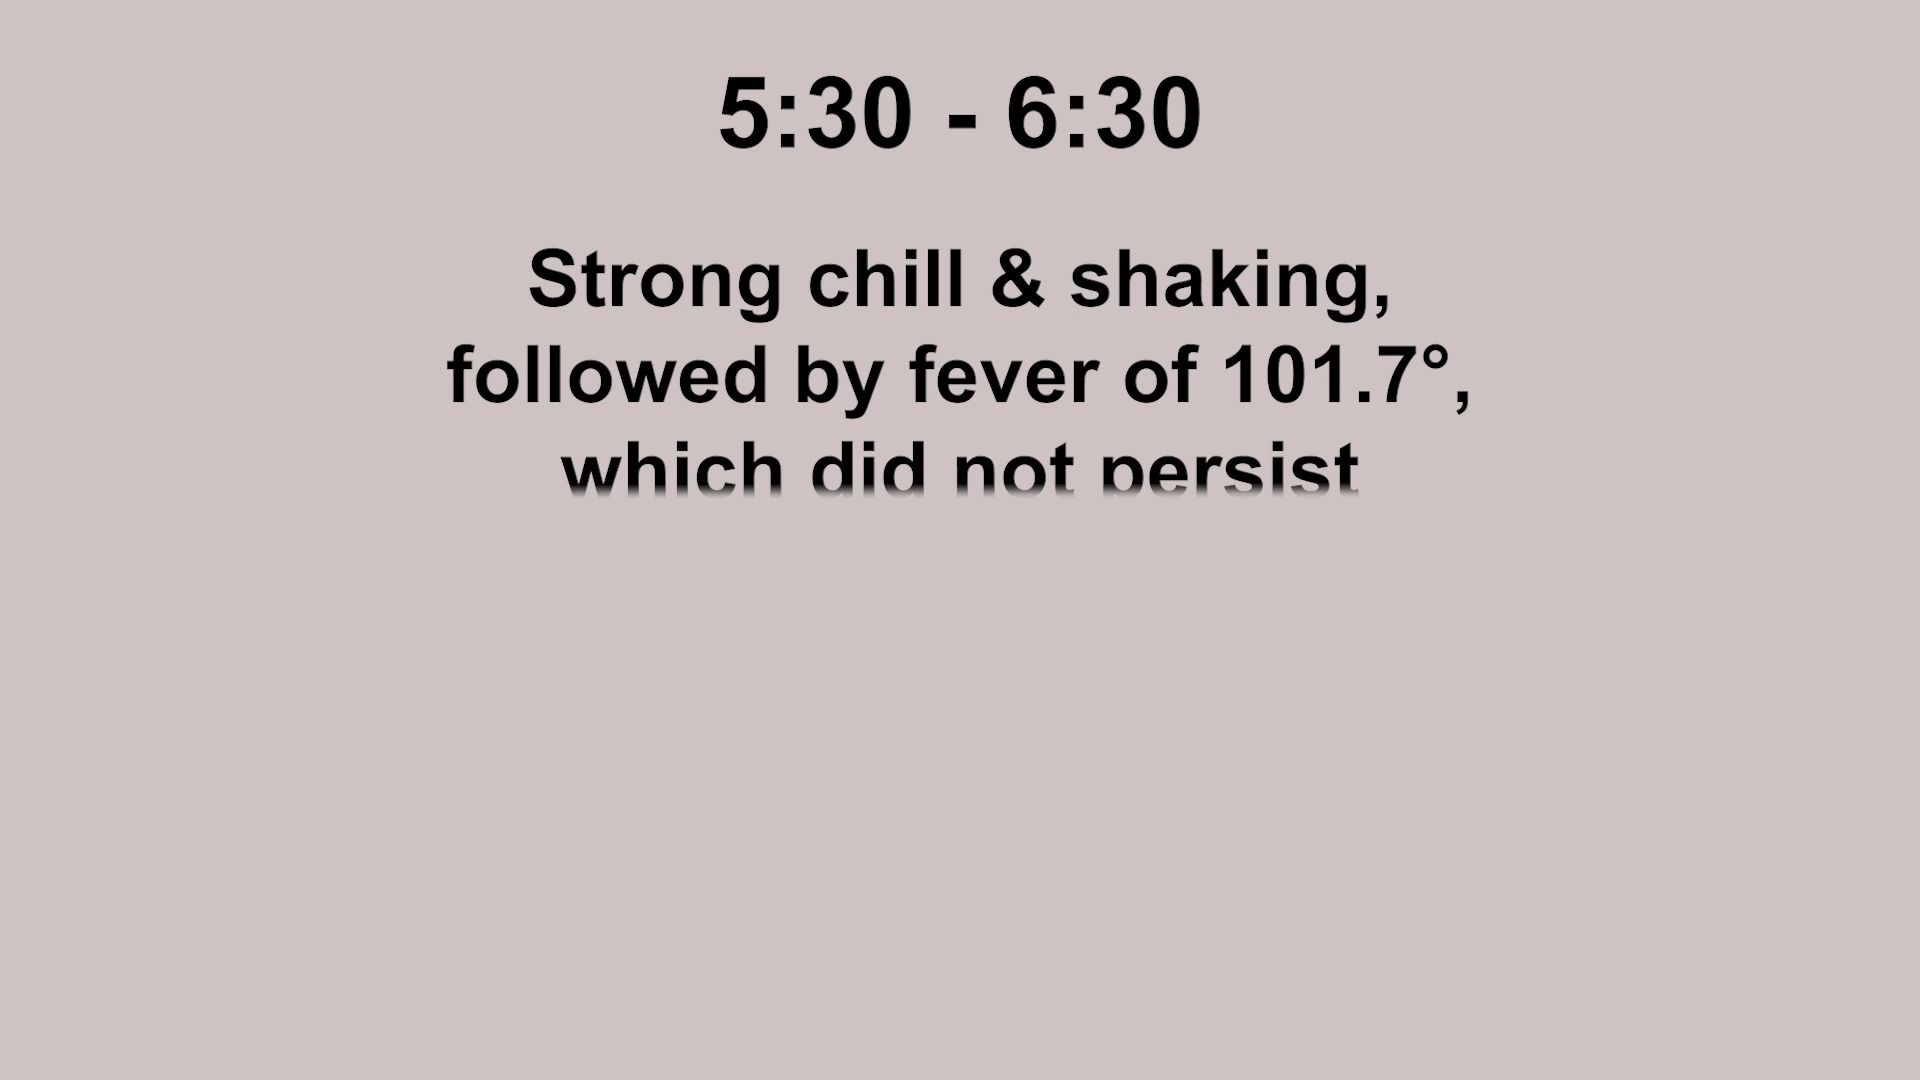 5:30 - 6:30
Strong chill & shaking,
followed by fever of 101.7°,
which did not persist